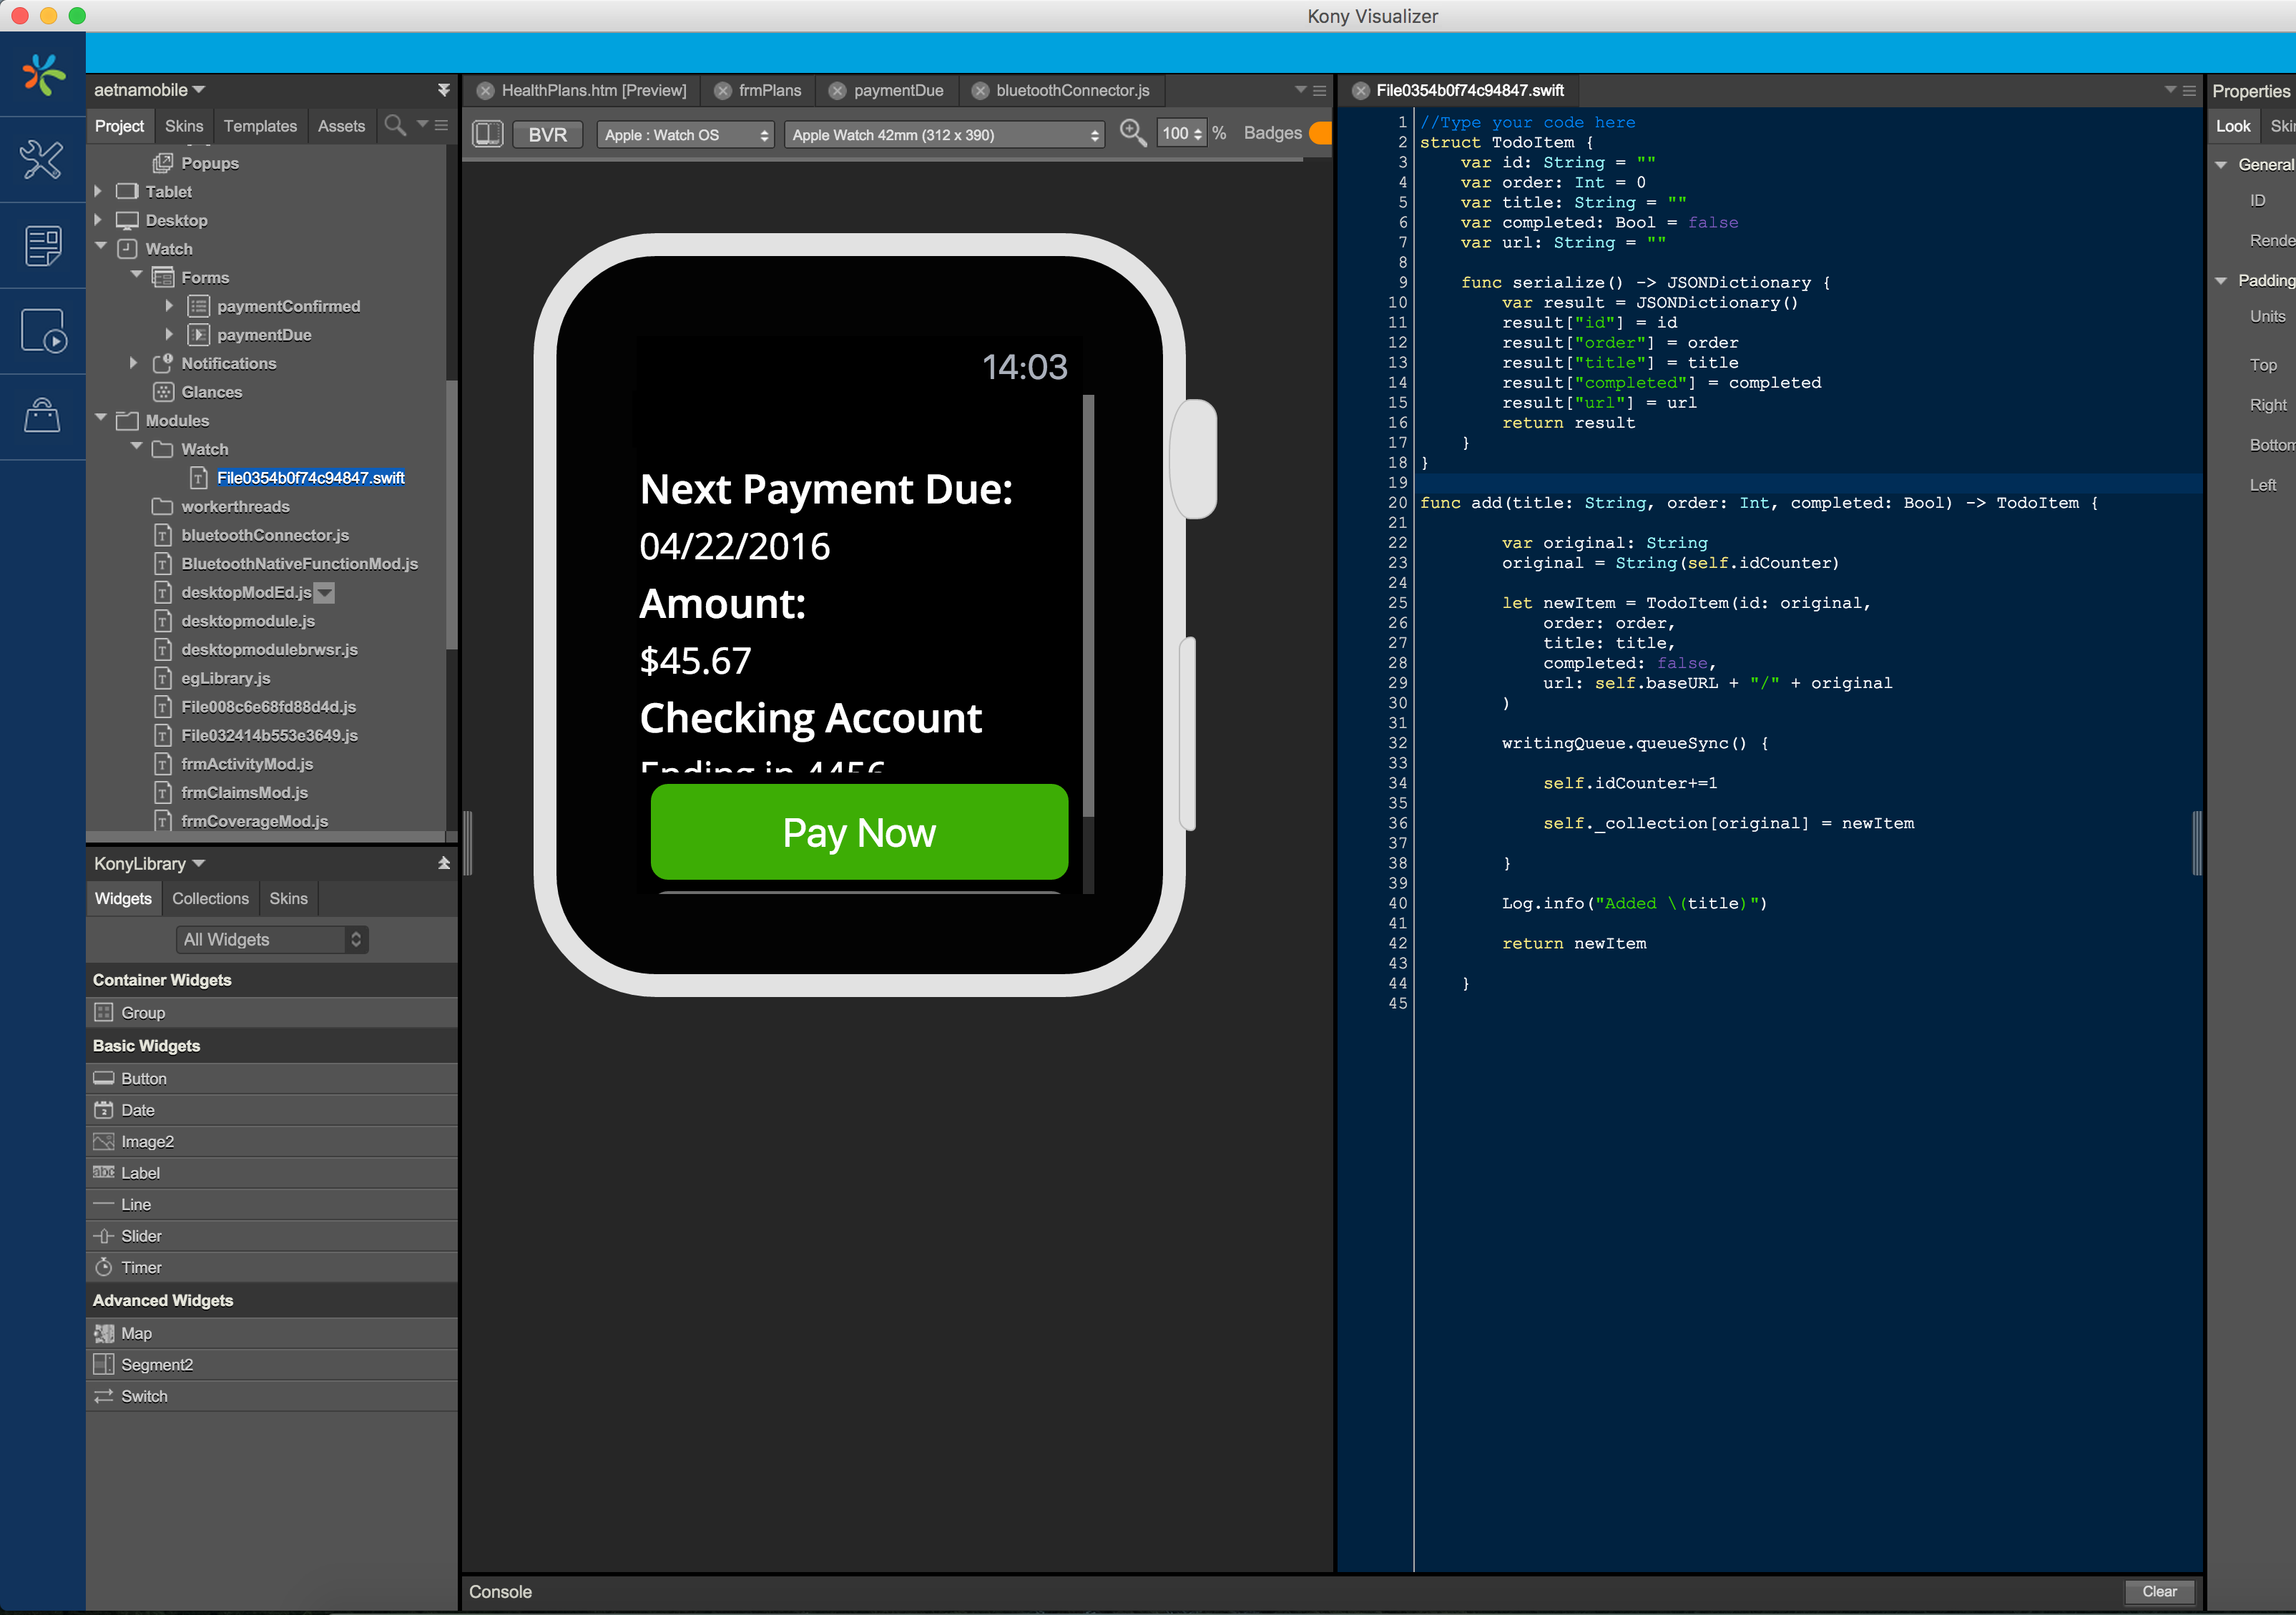 Kony Visualizer
aetnamobile
Project Skins Templates Assets
Popups
Tablet
Desktop
Watch
Forms
paymentConfirmed
paymentDue
Notifications
Glances
Modules
Watch
File0354b0f74c94847.swift
workerthreads
bluetoothConnector.js
BluetoothNativeFunctionMod.js
desktopModEd.js
desktopmodule.js
desktopmodulebrwsr.js
egLibrary.js
File008c6e68fd88d4d.js
File032414b553e3649.js
frmActivityMod.js
frmClaimsMod.js
frmCoverageMod.js
KonyLibrary
Widgets Collections Skins
All Widgets
Container Widgets
Group
Basic Widgets
Button
Date
Image2
Label
Line
Slider
Timer
Advanced Widgets
Map
Segment2
Switch
HealthPlans.htm [Preview] frmPlans paymentDue bluetoothConnector.js
BVR Apple : Watch OS Apple Watch 42mm (312 x 390) 100 % Badges
14:03
Next Payment Due:
04/22/2016
Amount:
$45.67
Checking Account
Ending in 4456
Pay Now
Console
Clear
File0354b0f74c94847.swift
1 //Type your code here
2 struct TodoItem {
3 var id: String = ""
4 var order: Int = 0
5 var title: String = ""
6 var completed: Bool = false
7 var url: String = ""
8
9 func serialize() -> JSONDictionary {
10 var result = JSONDictionary()
11 result["id"] = id
12 result["order"] = order
13 result["title"] = title
14 result["completed"] = completed
15 result["url"] = url
16 return result
17 }
18 }
19
20 func add(title: String, order: Int, completed: Bool) -> TodoItem {
21
22 var original: String
23 original = String(self.idCounter)
24
25 let newItem = TodoItem(id: original,
26 order: order,
27 title: title,
28 completed: false,
29 url: self.baseURL + "/" + original
30 )
31
32 writingQueue.queueSync() {
33
34 self.idCounter+=1
35
36 self._collection[original] = newItem
37
38 }
39
40 Log.info("Added \(title)")
41
42 return newItem
43
44 }
45
Properties
Look Ski
General
ID
Rende
Padding
Units
Top
Right
Bottom
Left